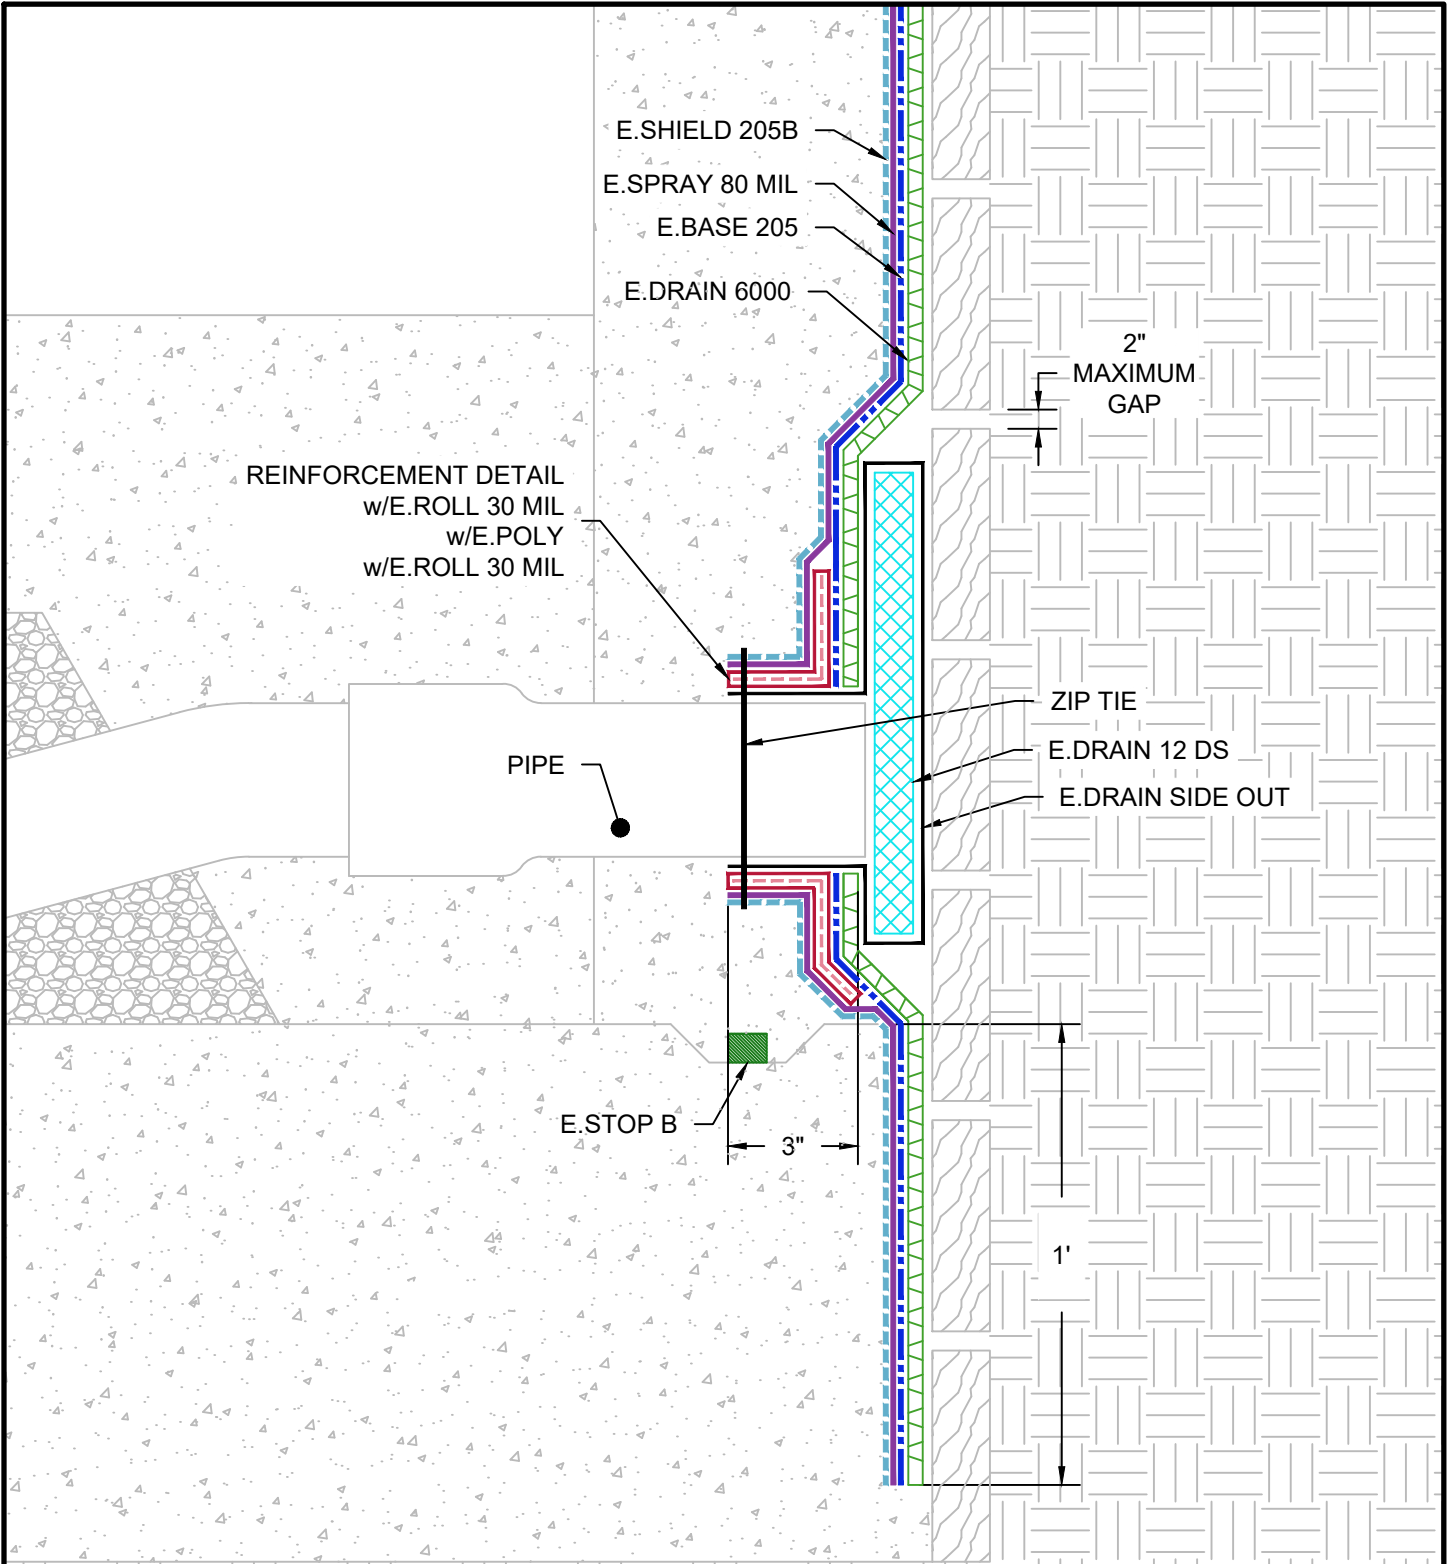 E.SHIELD 205B
E.SPRAY 80 MIL
E.BASE 205
E.DRAIN 6000
2"
MAXIMUM
GAP
REINFORCEMENT DETAIL
w/E.ROLL 30 MIL
w/E.POLY
w/E.ROLL 30 MIL
ZIP TIE
E.DRAIN 12 DS
PIPE
E.DRAIN SIDE OUT
E.STOP B
3"
1'